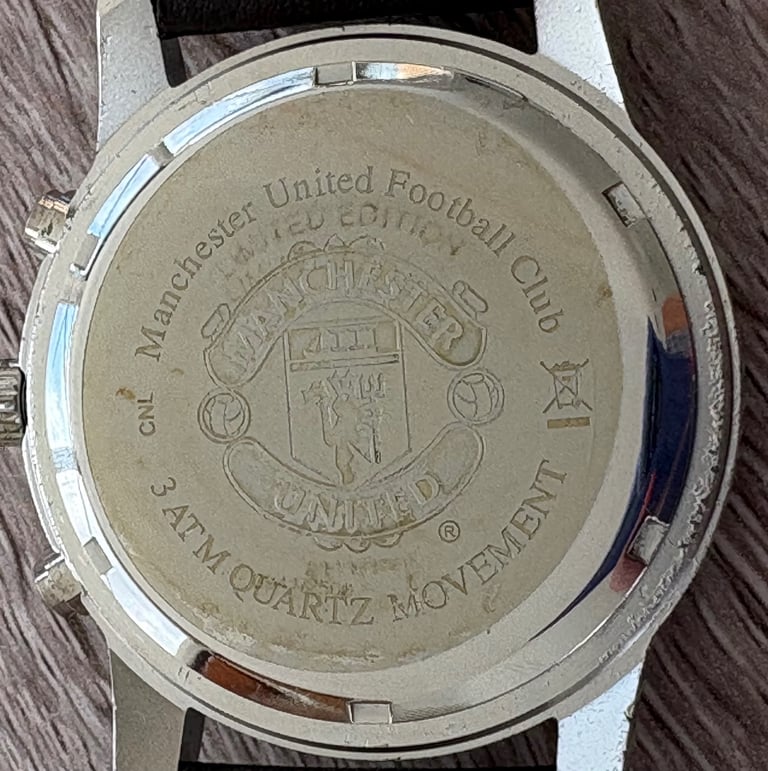 Manchester United Football Club
LIMITED EDITION
MANCHESTER
UNITED
®
CNL
3 ATM QUARTZ MOVEMENT